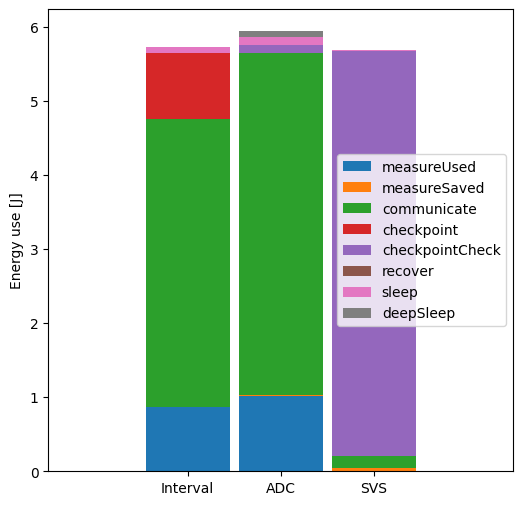 6
5
4
3
2
1
0
Energy use [J]
measureUsed
measureSaved
communicate
checkpoint
checkpointCheck
recover
sleep
deepSleep
Interval
ADC
SVS